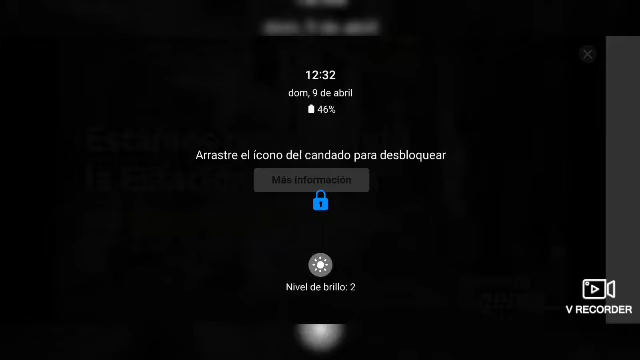 12:32
dom, 9 de abril
46%
Arrastre el ícono del candado para desbloquear
Más información
Nivel de brillo: 2
V RECORDER